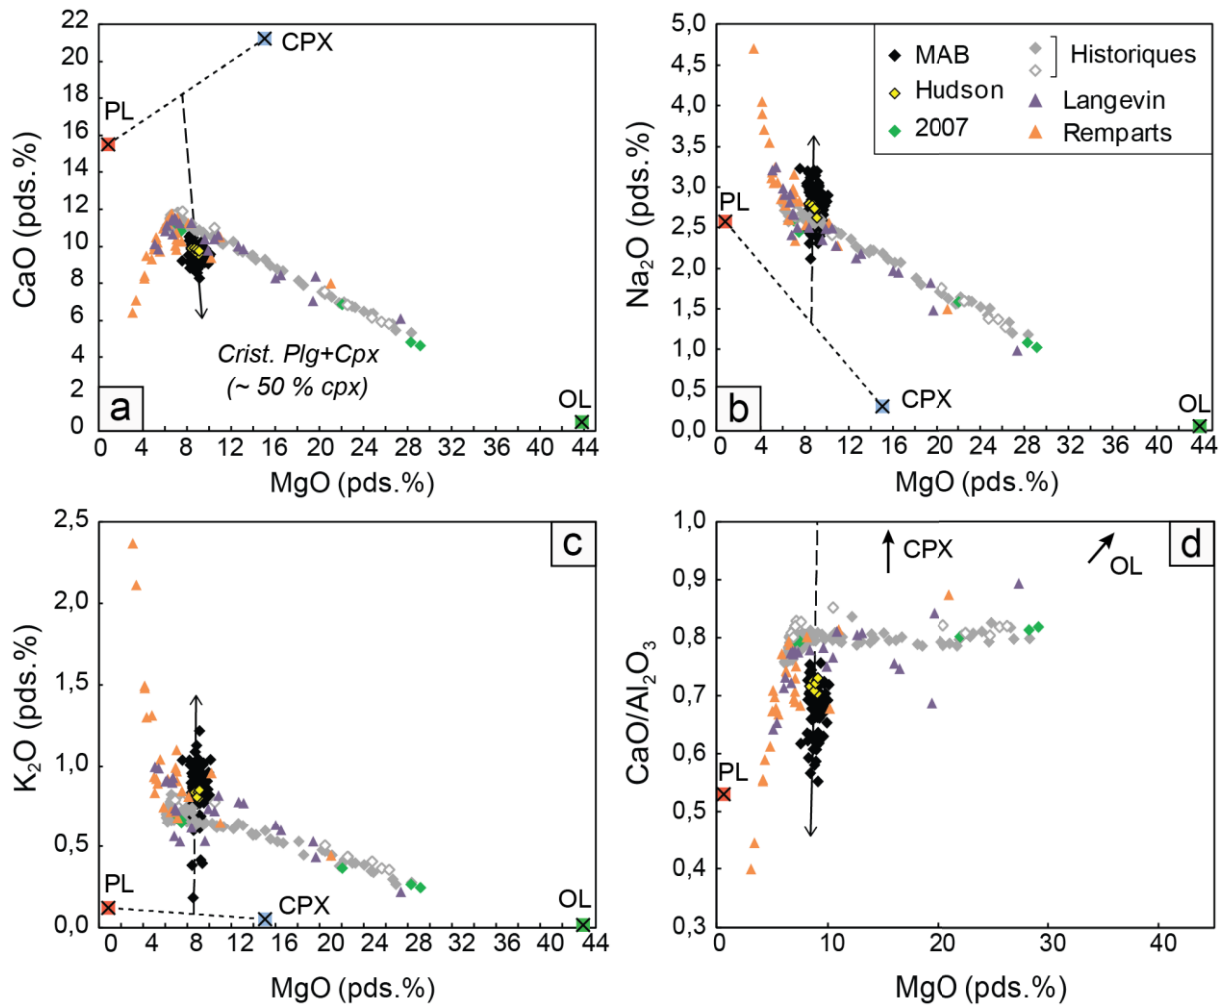 22
20
18
16
14
12
10
8
6
4
2
0
CaO (pds.%)
PL
CPX
Crist. Plg+Cpx
(~ 50 % cpx)
OL
a
0 4 8 12 16 20 24 28 32 36 40 44
MgO (pds.%)
5,0
4,5
4,0
3,5
3,0
2,5
2,0
1,5
1,0
0,5
0,0
Na2O (pds.%)
MAB
Hudson
2007
Historiques
Langevin
Remparts
PL
CPX
OL
b
0 4 8 12 16 20 24 28 32 36 40 44
MgO (pds.%)
2,5
2,0
1,5
1,0
0,5
0,0
K2O (pds.%)
c
PL
CPX
OL
0 4 8 12 16 20 24 28 32 36 40 44
MgO (pds.%)
1,0
0,9
0,8
0,7
0,6
0,5
0,4
0,3
CaO/Al2O3
CPX
OL
d
PL
0 10 20 30 40
MgO (pds.%)